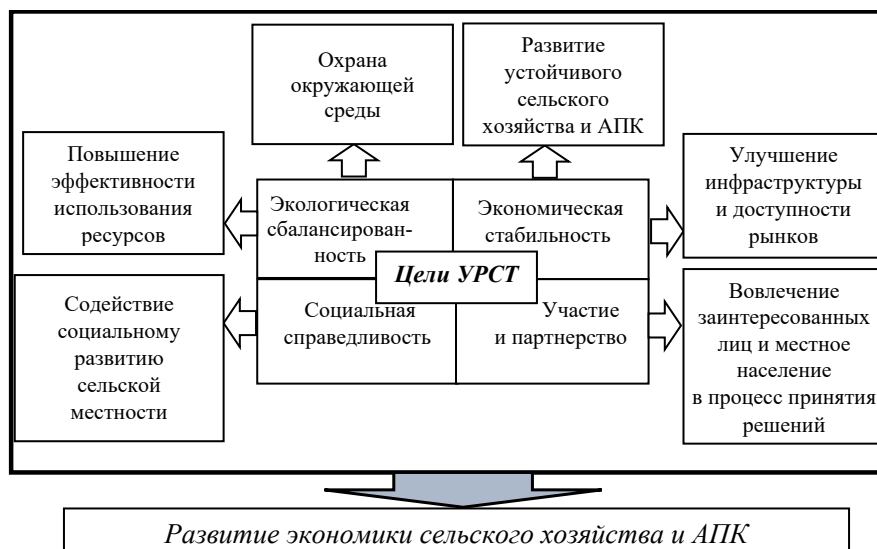 Охрана
окружающей
среды
Развитие
устойчивого
сельского
хозяйства и АПК
Повышение
эффективности
использования
ресурсов
Улучшение
инфраструктуры
и доступности
рынков
Экологическая
сбалансирован-
ность
Экономическая
стабильность
Цели УРСТ
Содействие
социальному
развитию
сельской
местности
Социальная
справедливость
Участие
и партнерство
Вовлечение
заинтересованных
лиц и местное
население
в процесс принятия
решений
Развитие экономики сельского хозяйства и АПК